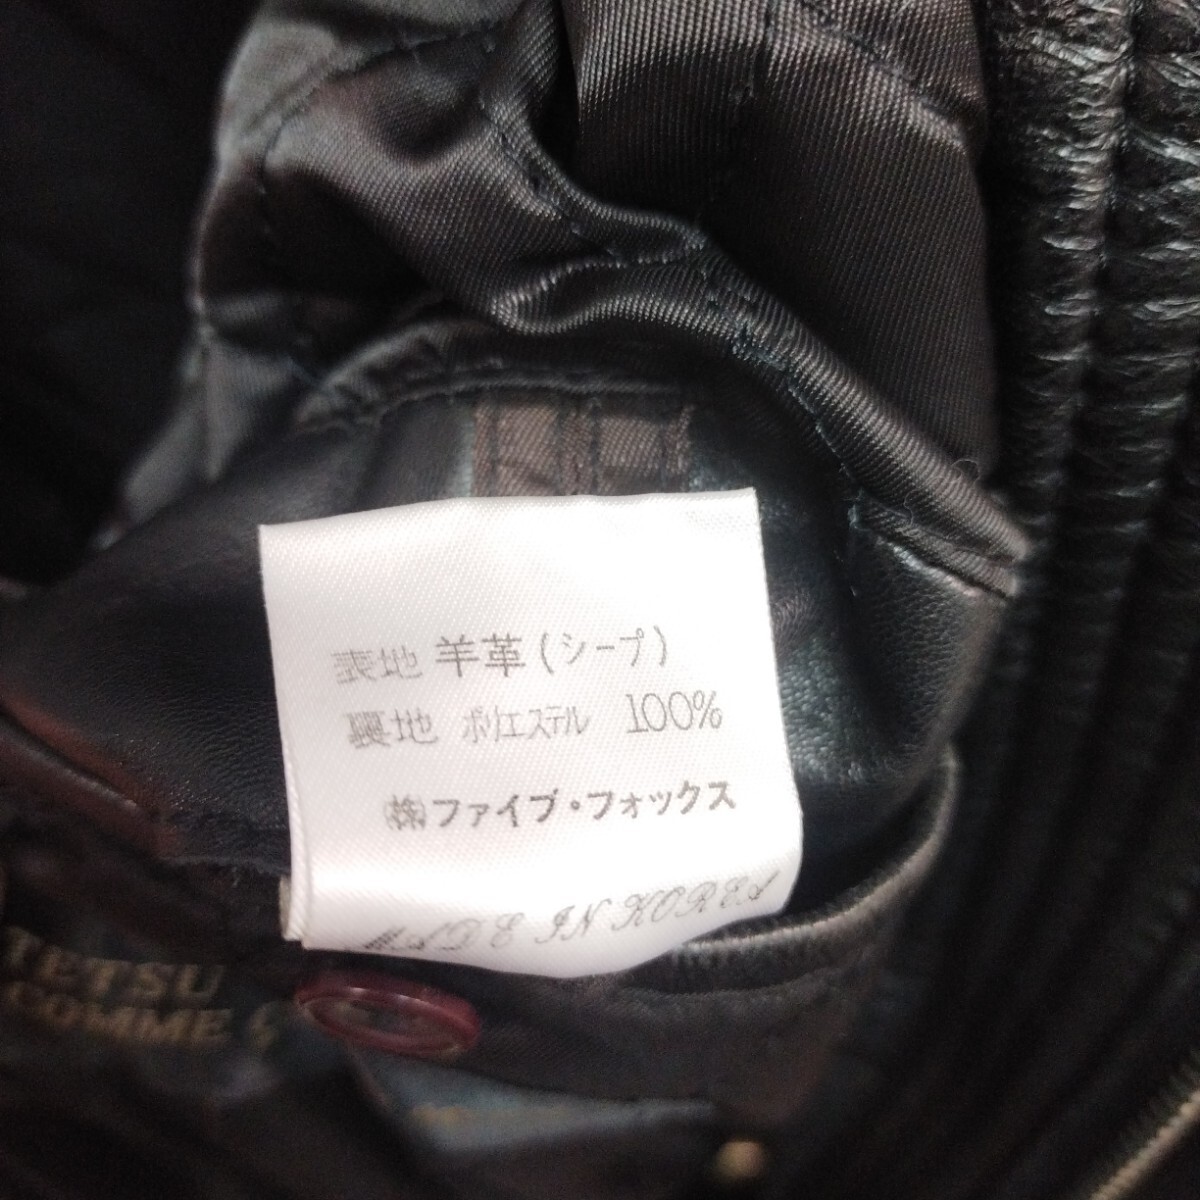 表地 羊革(シープ)
裏地 ポリエステル 100%
㈱ファイブ・フォックス
MADE IN KOREA
TETSU
COMME